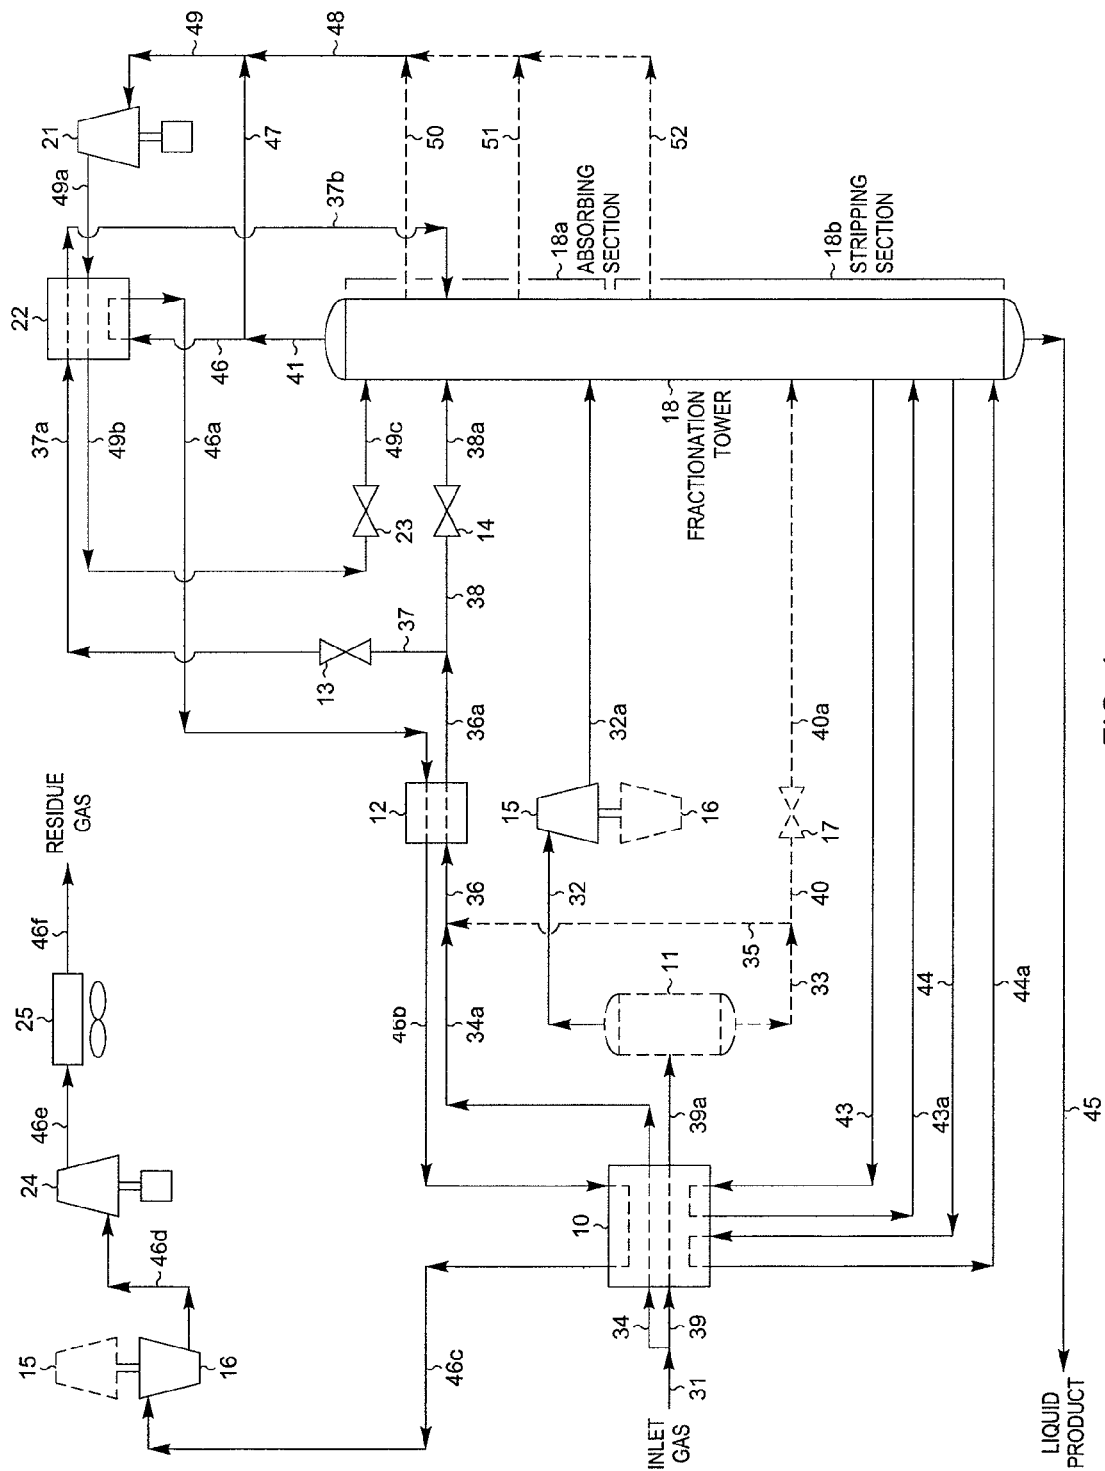 15
24
25
22
46e
46f
RESIDUE
GAS
37a
21
49a
49
49b
46d
16
46a
46
47
37b
48
13
41
12
46b
49c
37
23
50
46c
36
36a
38
14
38a
34a
51
15
32
18a
ABSORBING
SECTION
10
34
32a
INLET
GAS
31
39
39a
11
16
35
18
FRACTIONATION
TOWER
52
33
40
17
40a
43
43a
18b
STRIPPING
SECTION
44
44a
LIQUID
PRODUCT
45